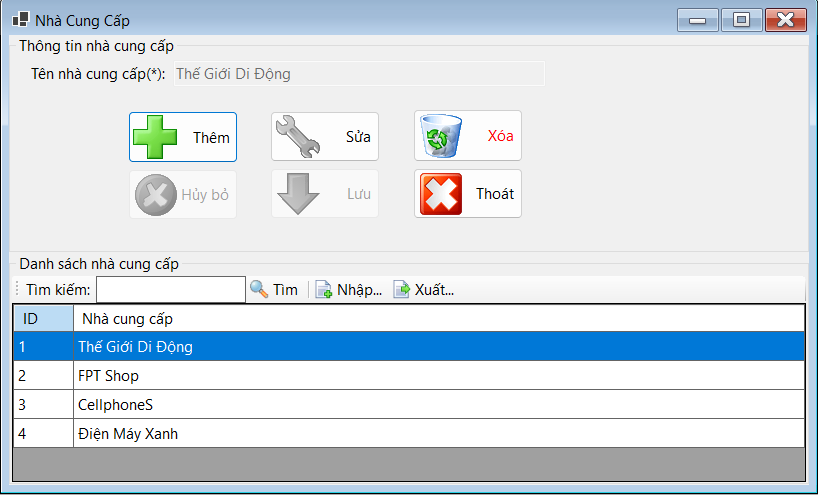 Nhà Cung Cấp
Thông tin nhà cung cấp
Tên nhà cung cấp(*): Thế Giới Di Động
Thêm Sửa Xóa
Hủy bỏ Lưu Thoát
Danh sách nhà cung cấp
Tìm kiếm: Tìm Nhập... Xuất...
ID Nhà cung cấp
1 Thế Giới Di Động
2 FPT Shop
3 CellphoneS
4 Điện Máy Xanh